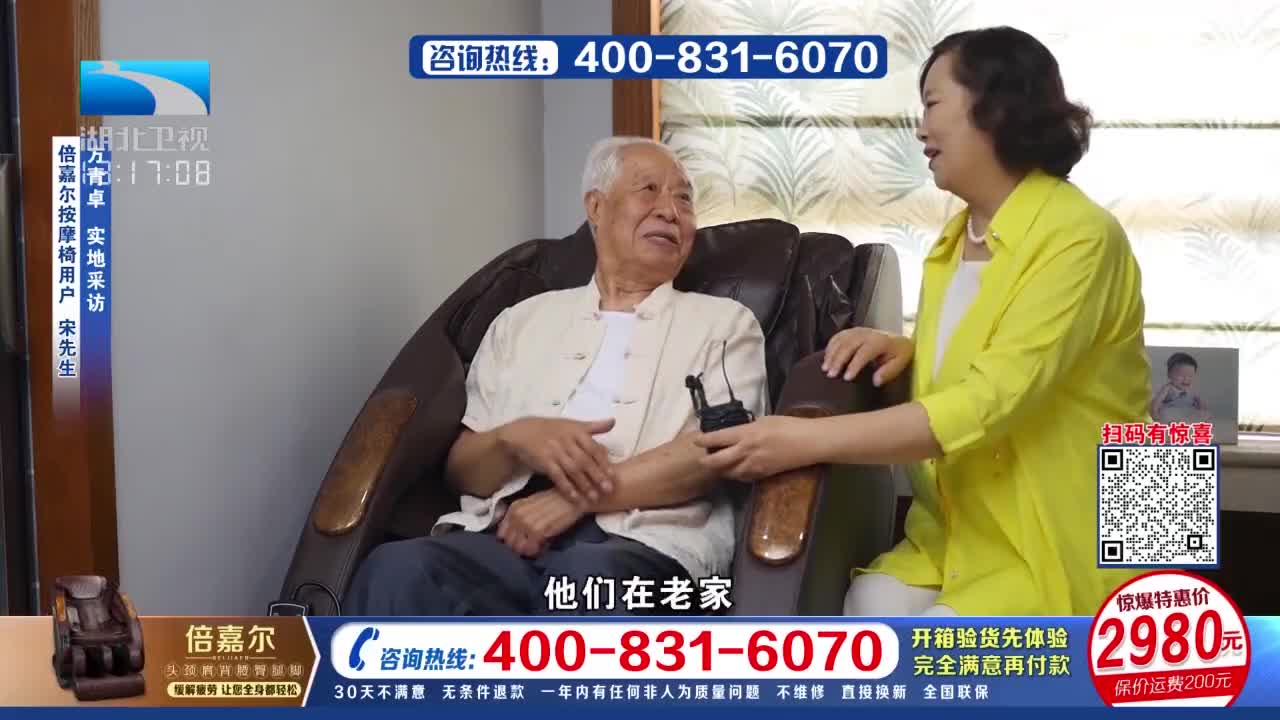 咨询热线: 400-831-6070
湖北卫视
:17:08
方青卓 实地采访
倍嘉尔按摩椅用户 宋先生
扫码有惊喜
他们在老家
倍嘉尔
BEIJIAER
头颈肩背腰臀腿脚
缓解疲劳 让您全身都轻松
咨询热线: 400-831-6070
开箱验货先体验
完全满意再付款
惊爆特惠价
2980元
保价运费200元
30天不满意 无条件退款 一年内有任何非人为质量问题 不维修 直接换新 全国联保